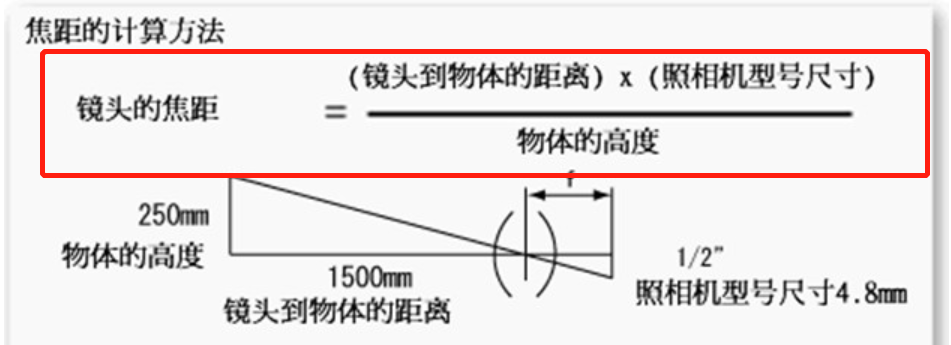 焦距的计算方法
(镜头到物体的距离) x (照相机型号尺寸)
镜头的焦距 =
物体的高度
f
250mm
物体的高度
1500mm
镜头到物体的距离
1/2"
照相机型号尺寸4.8mm